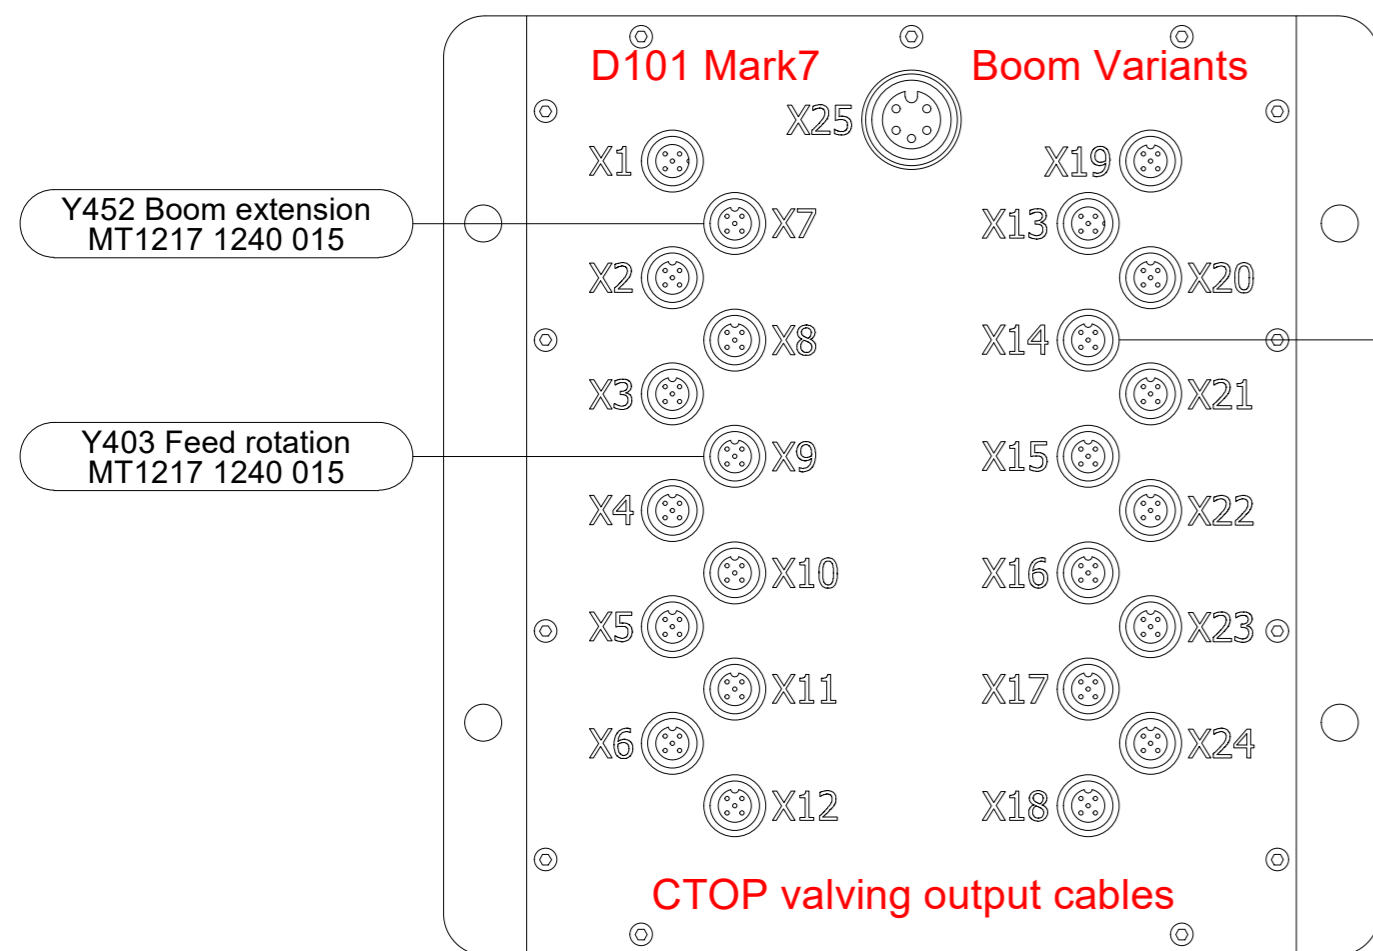 D101 Mark7 Boom Variants
X25
X1 X19
Y452 Boom extension
MT1217 1240 015
X7 X13
X2 X20
X8 X14
X3 X21
Y403 Feed rotation
MT1217 1240 015
X9 X15
X4 X22
X10 X16
X5 X23
X11 X17
X6 X24
X12 X18
CTOP valving output cables